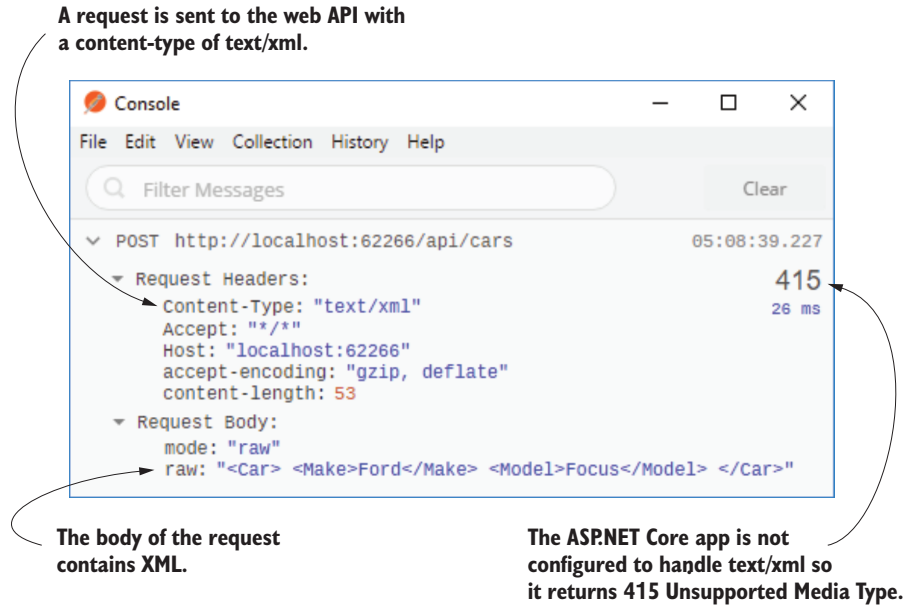 A request is sent to the web API with
a content-type of text/xml.
Console
File Edit View Collection History Help
Filter Messages
Clear
POST http://localhost:62266/api/cars 05:08:39.227
Request Headers: 415
Content-Type: "text/xml" 26 ms
Accept: "*/*"
Host: "localhost:62266"
accept-encoding: "gzip, deflate"
content-length: 53
Request Body:
mode: "raw"
raw: "<Car> <Make>Ford</Make> <Model>Focus</Model> </Car>"
The body of the request
contains XML.
The ASP.NET Core app is not
configured to handle text/xml so
it returns 415 Unsupported Media Type.